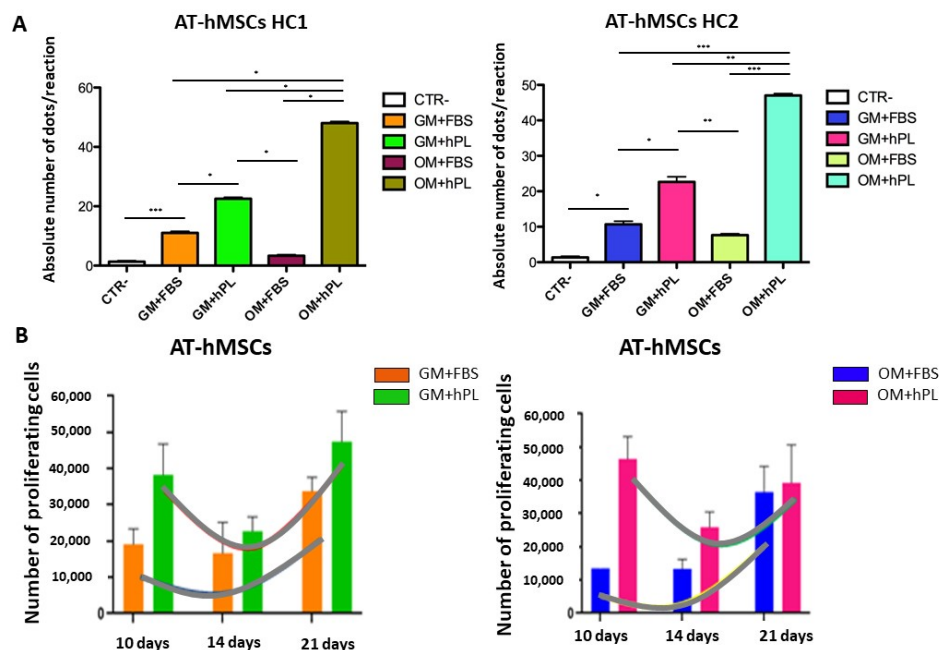 A
AT-hMSCs HC1
Absolute number of dots/reaction
60
40
20
0
***
*
*
*
*
*
CTR-
GM+FBS
GM+hPL
OM+FBS
OM+hPL
CTR-
GM+FBS
GM+hPL
OM+FBS
OM+hPL
AT-hMSCs HC2
Absolute number of dots/reaction
50
40
30
20
10
0
*
*
**
***
**
***
CTR-
GM+FBS
GM+hPL
OM+FBS
OM+hPL
CTR-
GM+FBS
GM+hPL
OM+FBS
OM+hPL
B
AT-hMSCs
Number of proliferating cells
60,000
50,000
40,000
30,000
20,000
10,000
0
10 days
14 days
21 days
GM+FBS
GM+hPL
AT-hMSCs
Number of proliferating cells
60,000
50,000
40,000
30,000
20,000
10,000
0
10 days
14 days
21 days
OM+FBS
OM+hPL